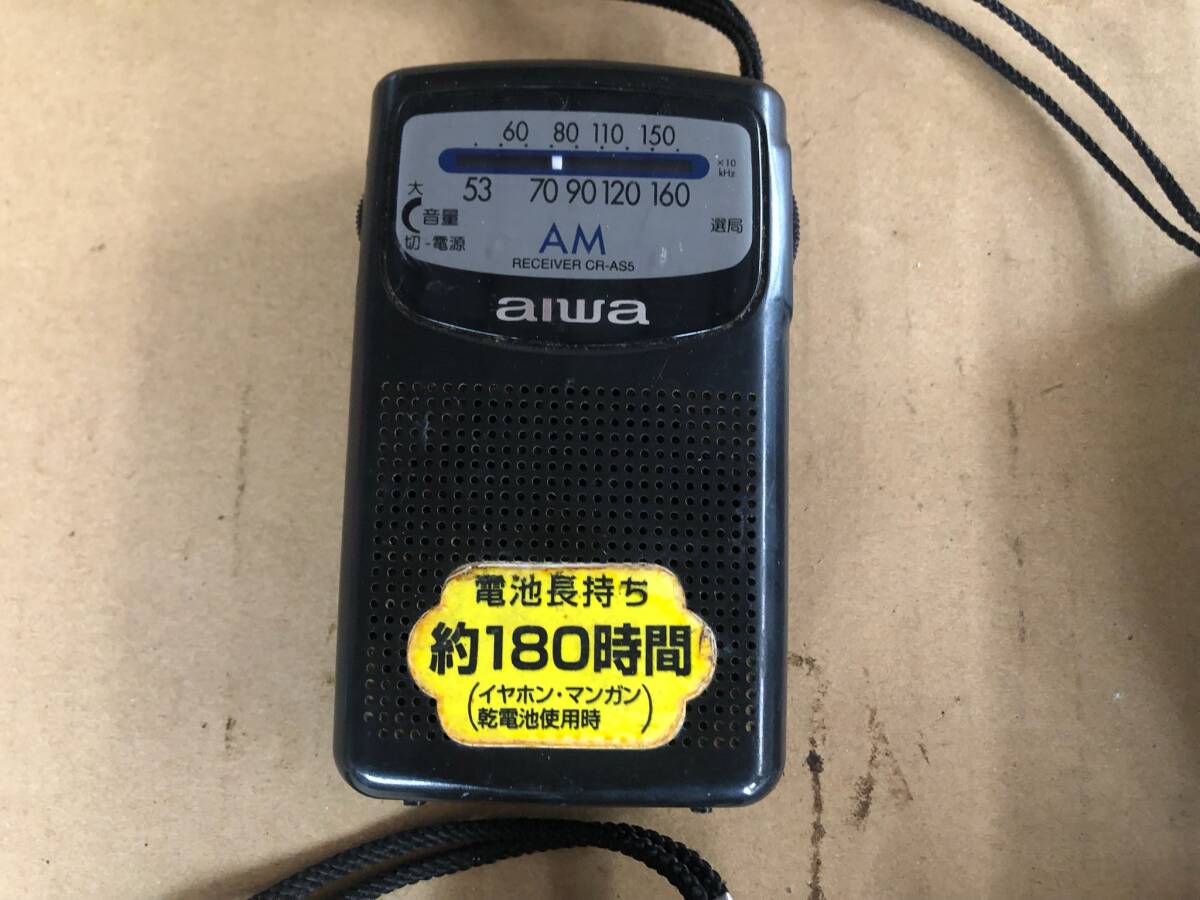 60 80 110 150
×10
kHz
53 70 90 120 160
大
音量
切-電源
選局
AM
RECEIVER CR-AS5
aiwa
電池長持ち
約180時間
(イヤホン・マンガン
乾電池使用時)